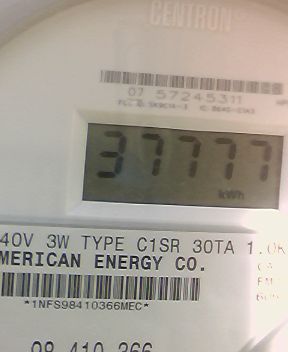 CENTRON®
07 57245311
37777
kWh
40V 3W TYPE C1SR 30TA 1.0K
MERICAN ENERGY CO.
*1NFS98410366MEC*
98 410 366